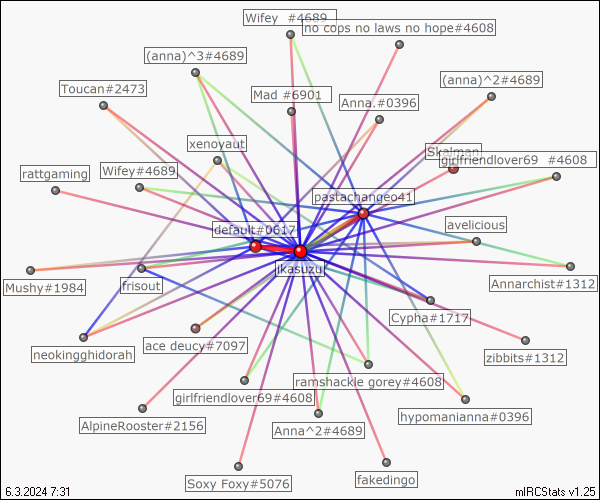 Wifey #4689
no cops no laws no hope#4608
(anna)^3#4689
(anna)^2#4689
Toucan#2473
Mad #6901
Anna.#0396
xenoyaut
Skalman
girlfriendlover69 #4608
rattgaming
Wifey#4689
pastachangeo41
default#0617
avelicious
jkasuzu
Mushy#1984
frisout
Annarchist#1312
Cypha#1717
neokingghidorah
ace deucy#7097
zibbits#1312
ramshackle gorey#4608
girlfriendlover69#4608
hypomanianna#0396
AlpineRooster#2156
Anna^2#4689
Soxy Foxy#5076
fakedingo
6.3.2024 7:31
mIRCStats v1.25